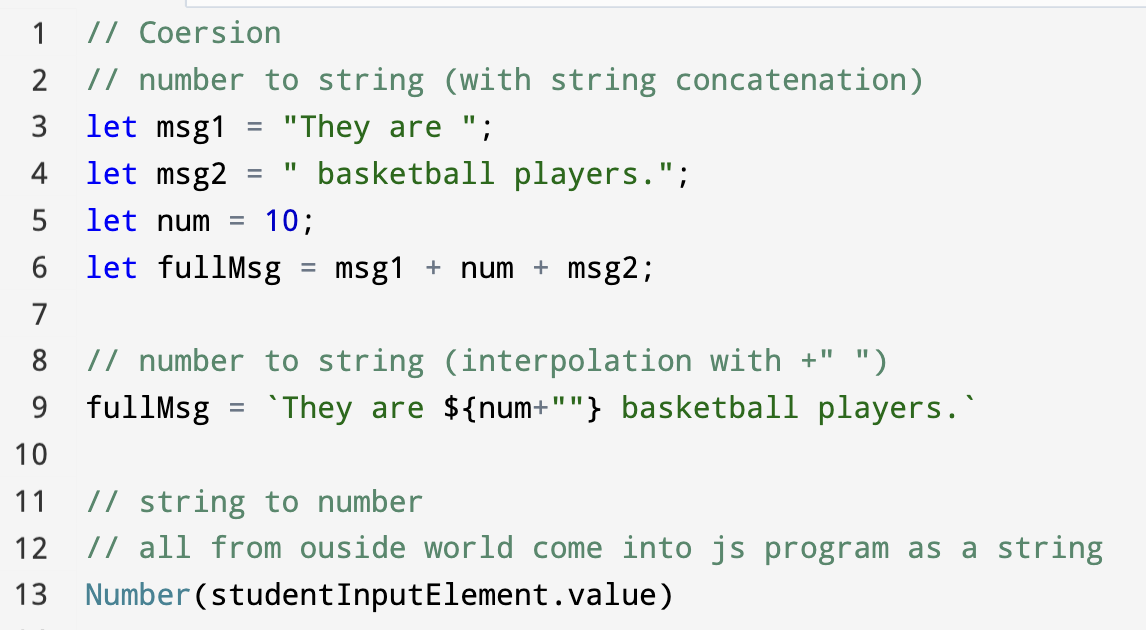 1 // Coersion
2 // number to string (with string concatenation)
3 let msg1 = "They are ";
4 let msg2 = " basketball players.";
5 let num = 10;
6 let fullMsg = msg1 + num + msg2;
7
8 // number to string (interpolation with +" ")
9 fullMsg = `They are ${num+""} basketball players.`
10
11 // string to number
12 // all from ouside world come into js program as a string
13 Number(studentInputElement.value)